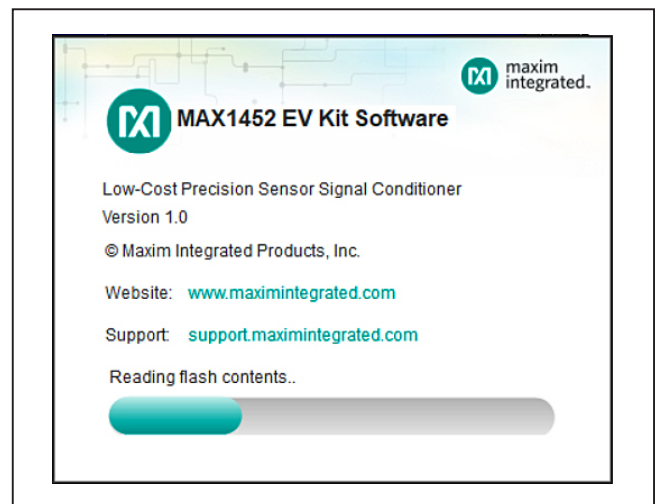 maxim
integrated™
MAX1452 EV Kit Software
Low-Cost Precision Sensor Signal Conditioner
Version 1.0
© Maxim Integrated Products, Inc.
Website: www.maximintegrated.com
Support: support.maximintegrated.com
Reading flash contents..